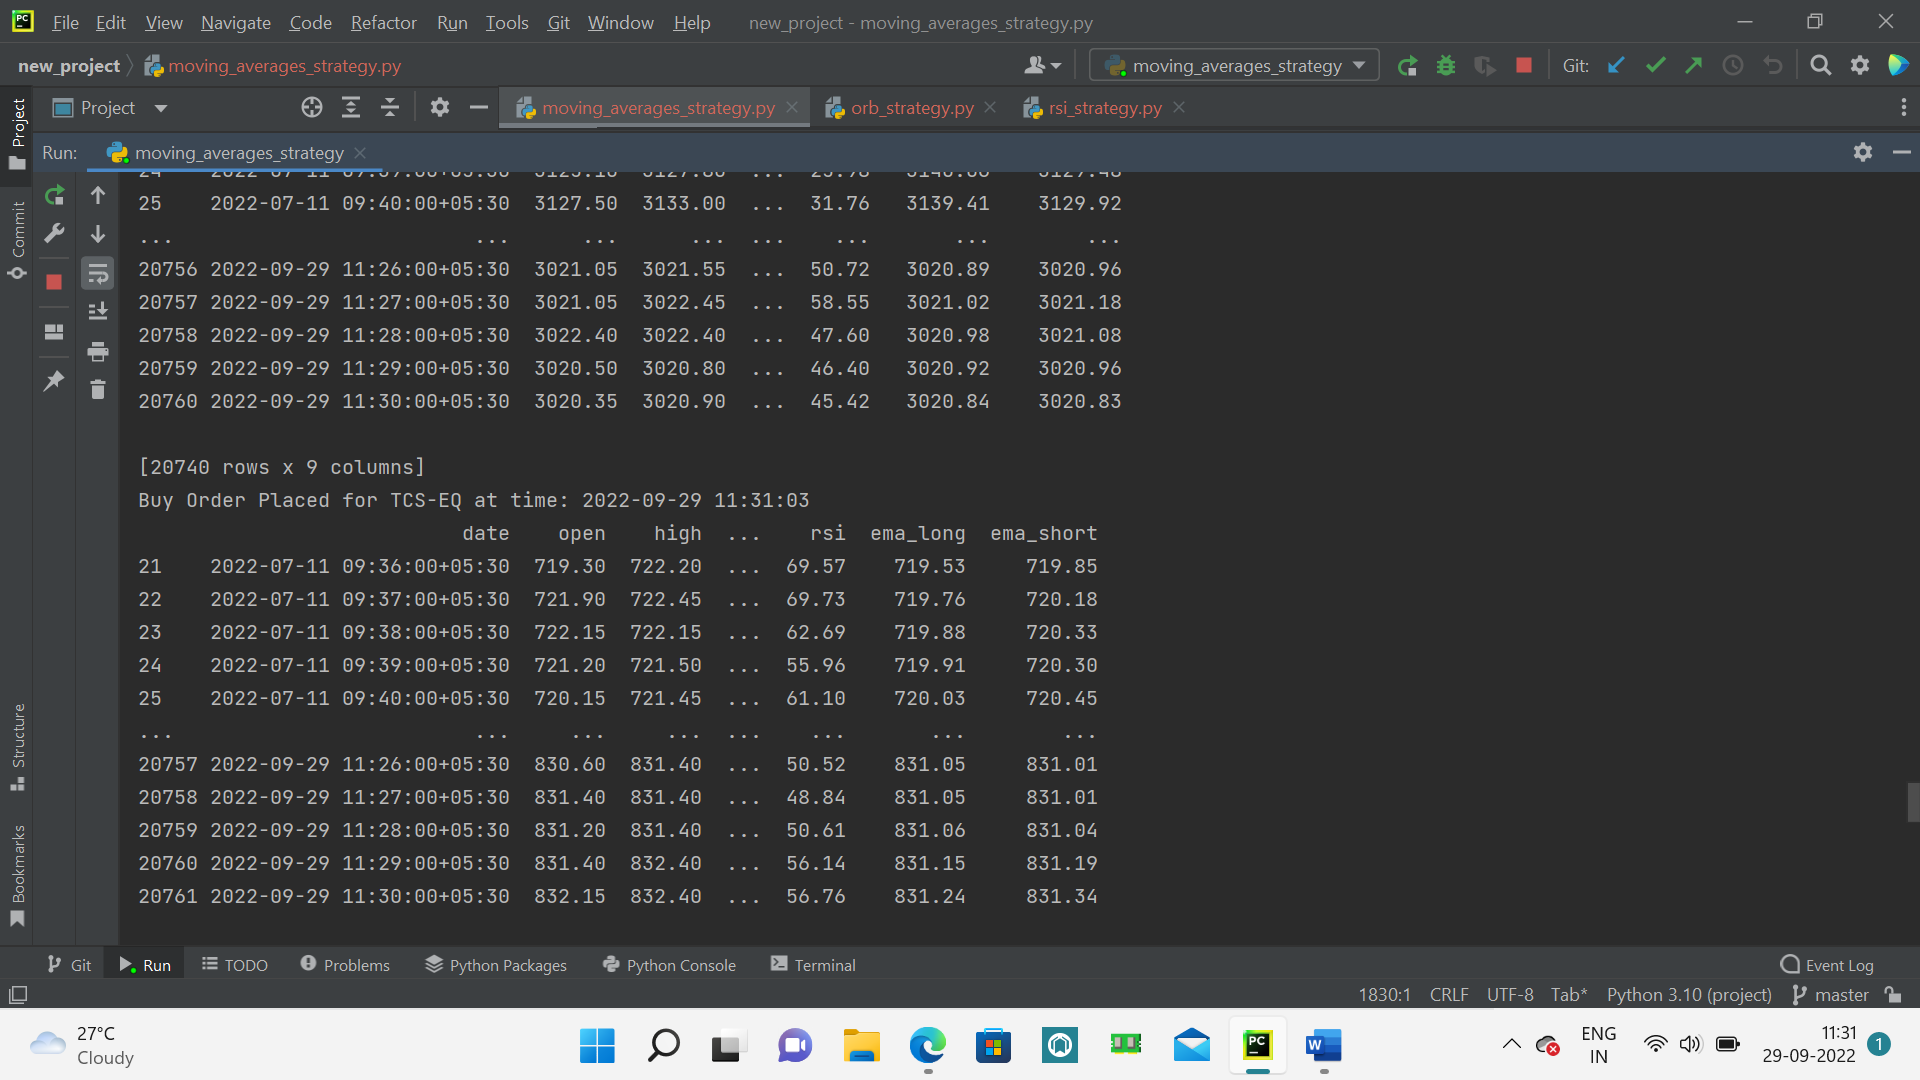 File Edit View Navigate Code Refactor Run Tools Git Window Help new_project - moving_averages_strategy.py
new_project moving_averages_strategy.py moving_averages_strategy Git:
Project moving_averages_strategy.py orb_strategy.py rsi_strategy.py
Run: moving_averages_strategy
Project
Commit
Structure
Bookmarks
24 2022-07-11 09:39:00+05:30 ...
25 2022-07-11 09:40:00+05:30 3127.50 3133.00 ... 31.76 3139.41 3129.92
... ... ... ... ... ... ... ...
20756 2022-09-29 11:26:00+05:30 3021.05 3021.55 ... 50.72 3020.89 3020.96
20757 2022-09-29 11:27:00+05:30 3021.05 3022.45 ... 58.55 3021.02 3021.18
20758 2022-09-29 11:28:00+05:30 3022.40 3022.40 ... 47.60 3020.98 3021.08
20759 2022-09-29 11:29:00+05:30 3020.50 3020.80 ... 46.40 3020.92 3020.96
20760 2022-09-29 11:30:00+05:30 3020.35 3020.90 ... 45.42 3020.84 3020.83
[20740 rows x 9 columns]
Buy Order Placed for TCS-EQ at time: 2022-09-29 11:31:03
date open high ... rsi ema_long ema_short
21 2022-07-11 09:36:00+05:30 719.30 722.20 ... 69.57 719.53 719.85
22 2022-07-11 09:37:00+05:30 721.90 722.45 ... 69.73 719.76 720.18
23 2022-07-11 09:38:00+05:30 722.15 722.15 ... 62.69 719.88 720.33
24 2022-07-11 09:39:00+05:30 721.20 721.50 ... 55.96 719.91 720.30
25 2022-07-11 09:40:00+05:30 720.15 721.45 ... 61.10 720.03 720.45
... ... ... ... ... ... ... ...
20757 2022-09-29 11:26:00+05:30 830.60 831.40 ... 50.52 831.05 831.01
20758 2022-09-29 11:27:00+05:30 831.40 831.40 ... 48.84 831.05 831.01
20759 2022-09-29 11:28:00+05:30 831.20 831.40 ... 50.61 831.06 831.04
20760 2022-09-29 11:29:00+05:30 831.40 832.40 ... 56.14 831.15 831.19
20761 2022-09-29 11:30:00+05:30 832.15 832.40 ... 56.76 831.24 831.34
Git Run TODO Problems Python Packages Python Console Terminal Event Log
1830:1 CRLF UTF-8 Tab* Python 3.10 (project) master
27°C
Cloudy
ENG
IN
11:31
29-09-2022
1